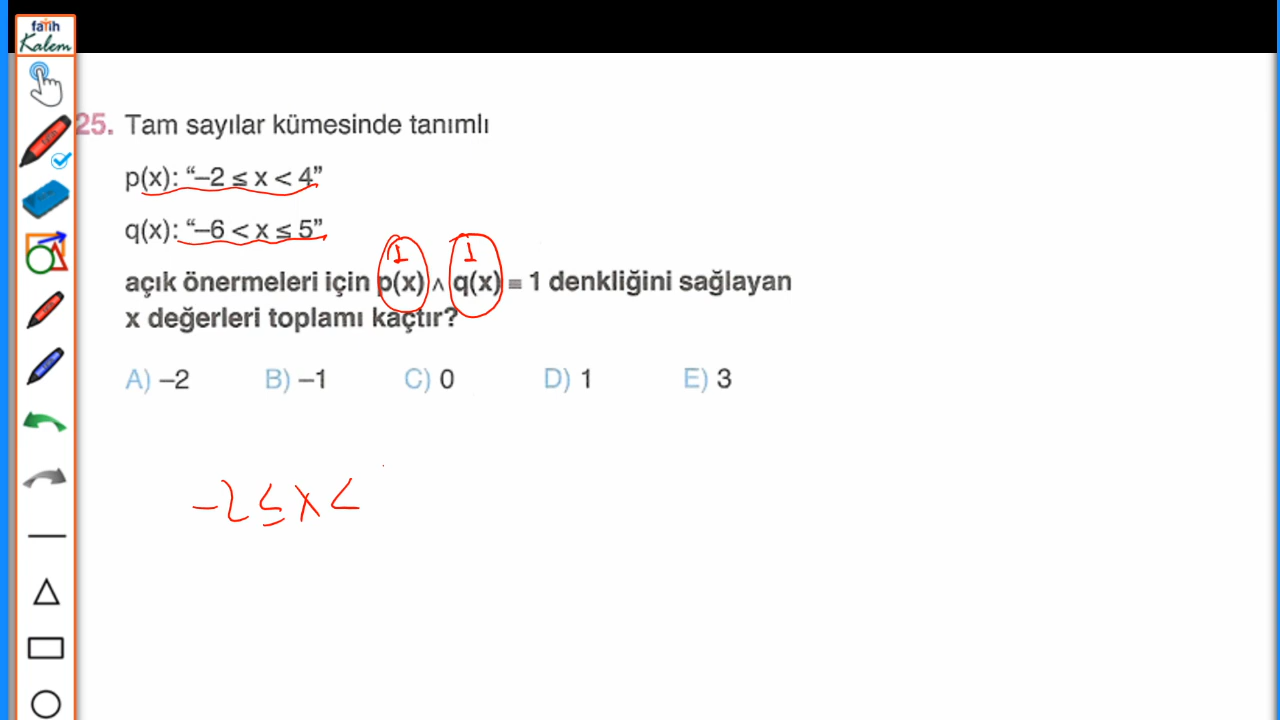 fatih
Kalem
25. Tam sayılar kümesinde tanımlı
p(x): “–2 ≤ x < 4”
q(x): “–6 < x ≤ 5”
1 1
açık önermeleri için p(x) ∧ q(x) ≡ 1 denkliğini sağlayan
x değerleri toplamı kaçtır?
A) –2 B) –1 C) 0 D) 1 E) 3
-2 ≤ x <